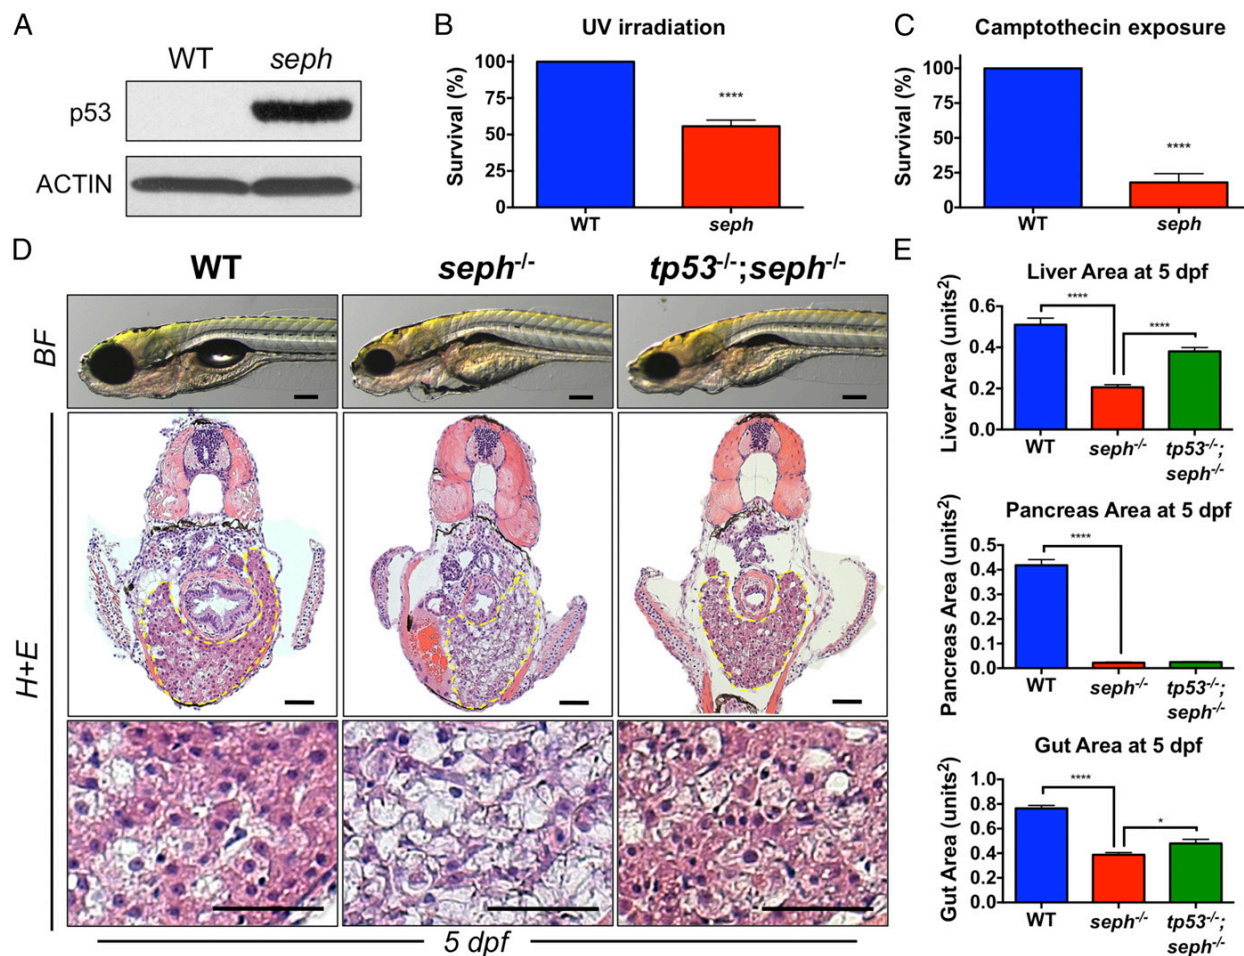 A
WT seph
p53
ACTIN
B
UV irradiation
Survival (%)
100
75
50
25
0
****
WT seph
C
Camptothecin exposure
Survival (%)
100
75
50
25
0
****
WT seph
D
WT seph-/- tp53-/-;seph-/-
BF
H+E
5 dpf
E
Liver Area at 5 dpf
Liver Area (units2)
0.6
0.4
0.2
0.0
**** ****
WT seph-/- tp53-/-;
seph-/-
Pancreas Area at 5 dpf
Pancreas Area (units2)
0.5
0.4
0.3
0.2
0.1
0.0
****
WT seph-/- tp53-/-;
seph-/-
Gut Area at 5 dpf
Gut Area (units2)
1.0
0.8
0.6
0.4
0.2
0.0
**** *
WT seph-/- tp53-/-;
seph-/-